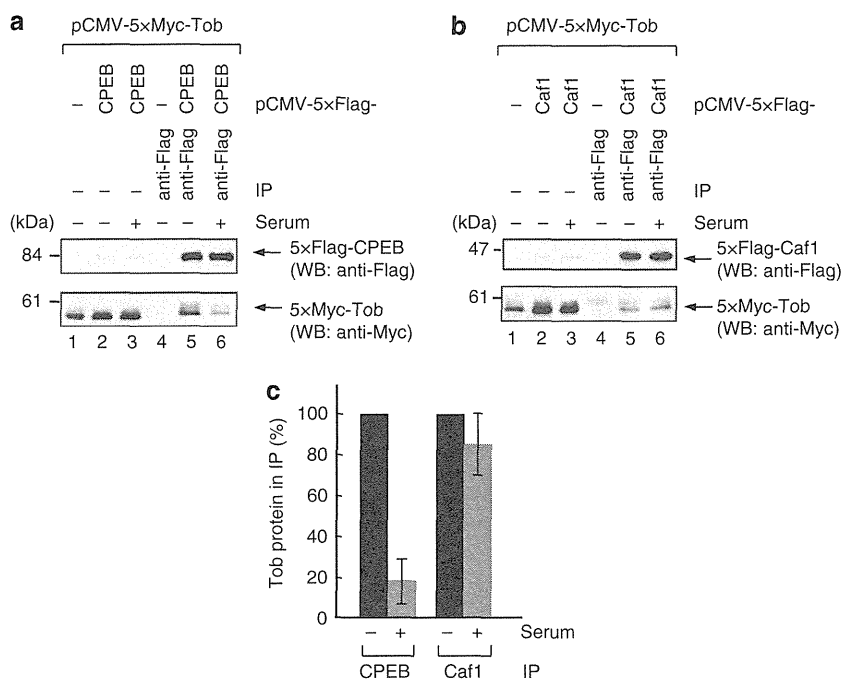 a
pCMV-5×Myc-Tob
– CPEB CPEB – CPEB CPEB pCMV-5×Flag-
– – – anti-Flag anti-Flag anti-Flag IP
(kDa) – – + – – + Serum
84 5×Flag-CPEB
(WB: anti-Flag)
61 5×Myc-Tob
(WB: anti-Myc)
1 2 3 4 5 6
b
pCMV-5×Myc-Tob
– Caf1 Caf1 – Caf1 Caf1 pCMV-5×Flag-
– – – anti-Flag anti-Flag anti-Flag IP
(kDa) – – + – – + Serum
47 5×Flag-Caf1
(WB: anti-Flag)
61 5×Myc-Tob
(WB: anti-Myc)
1 2 3 4 5 6
c
Tob protein in IP (%)
100
80
60
40
20
0
– + – + Serum
CPEB Caf1 IP